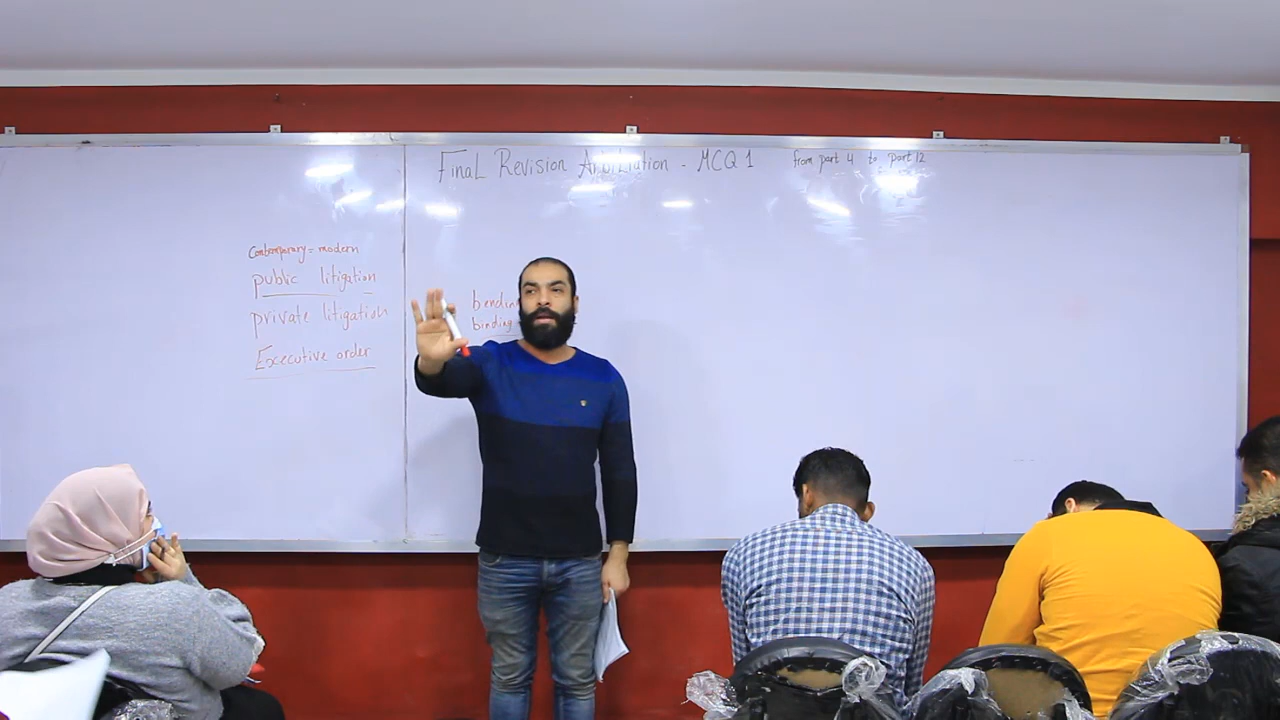 Final Revision Arbitration - MCQ 1 from part 4 to part 12
Contemporary = modern
public litigation
private litigation
Executive order
bending
binding